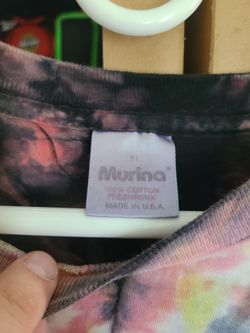 XL
Murina®
100% COTTON
PRESHRUNK
MADE IN U.S.A.